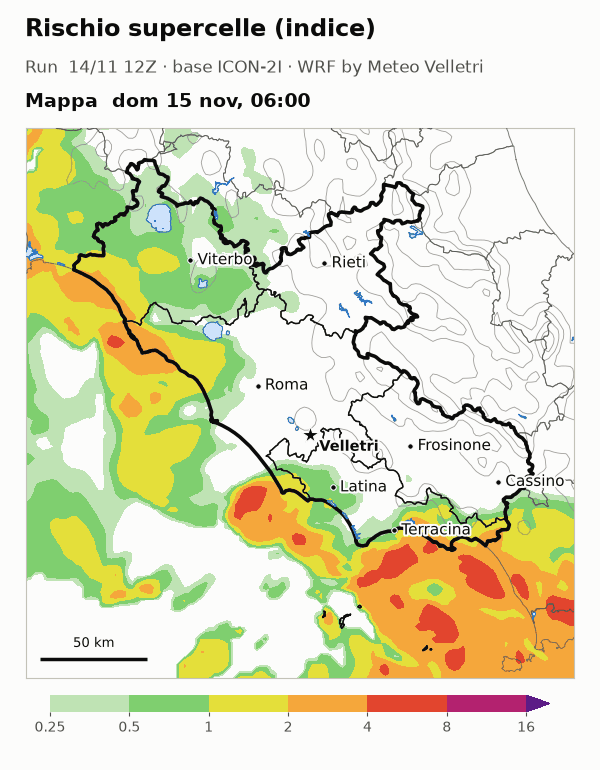 Rischio supercelle (indice)
Run  14/11 12Z · base ICON-2I · WRF by Meteo Velletri
Mappa  dom 15 nov, 06:00
Viterbo
Rieti
Roma
Velletri
Frosinone
Cassino
Latina
Terracina
50 km
0.25 0.5 1 2 4 8 16